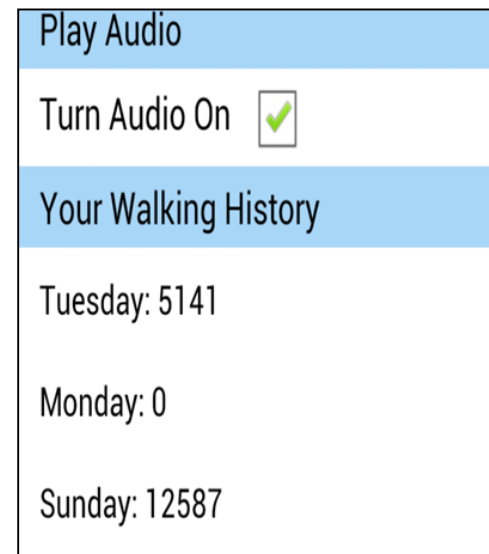 Play Audio
Turn Audio On
Your Walking History
Tuesday: 5141
Monday: 0
Sunday: 12587